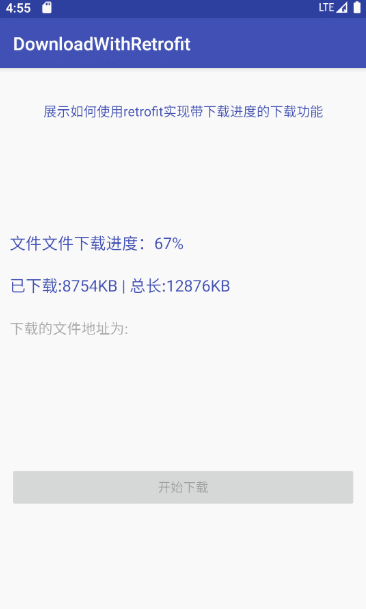 4:55 LTE
DownloadWithRetrofit
展示如何使用retrofit实现带下载进度的下载功能
文件文件下载进度：67%
已下载:8754KB | 总长:12876KB
下载的文件地址为:
开始下载